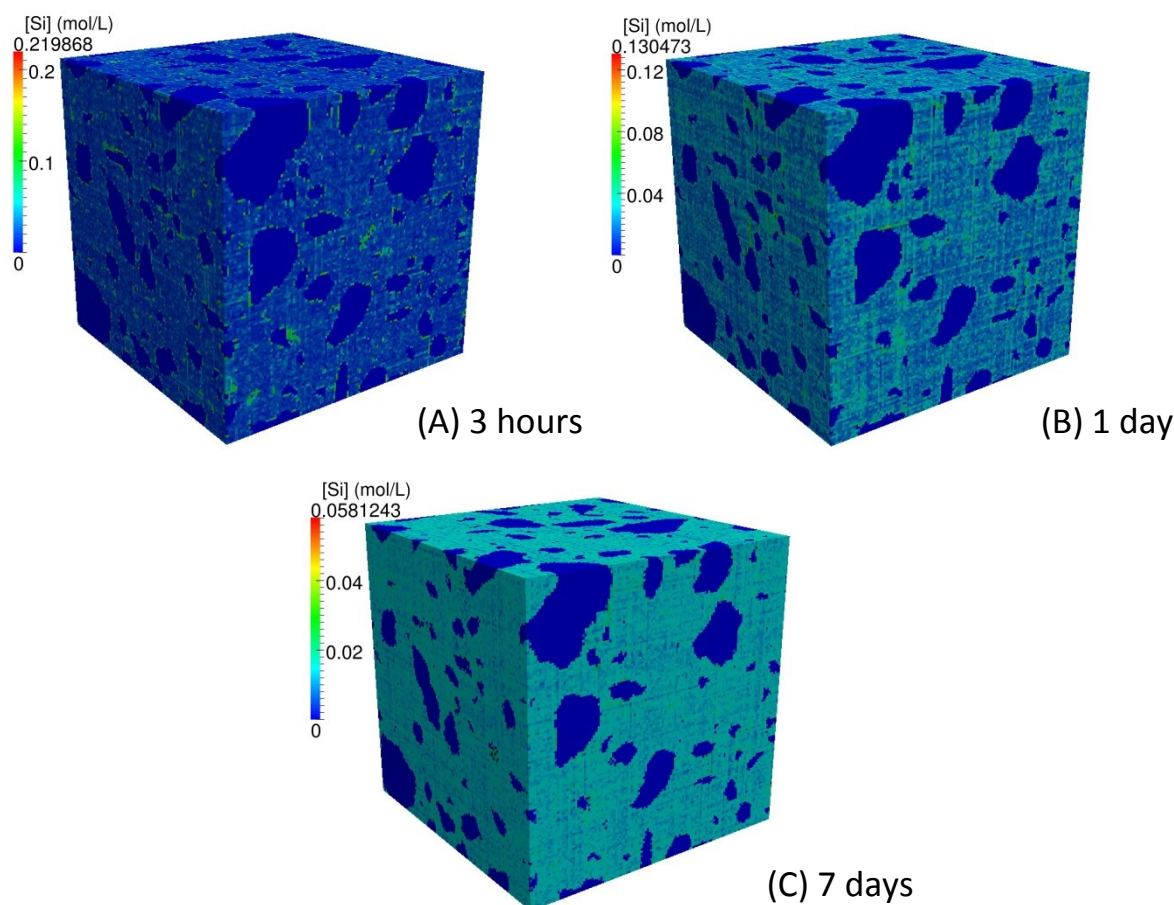 [Si] (mol/L)
0.219868
0.2
0.1
0
(A) 3 hours
[Si] (mol/L)
0.130473
0.12
0.08
0.04
0
(B) 1 day
[Si] (mol/L)
0.0581243
0.04
0.02
0
(C) 7 days